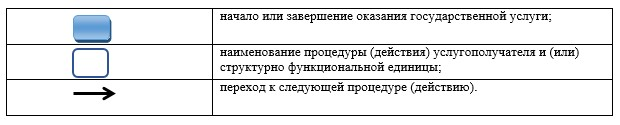 начало или завершение оказания государственной услуги;
наименование процедуры (действия) услугополучателя и (или)
структурно функциональной единицы;
переход к следующей процедуре (действию).